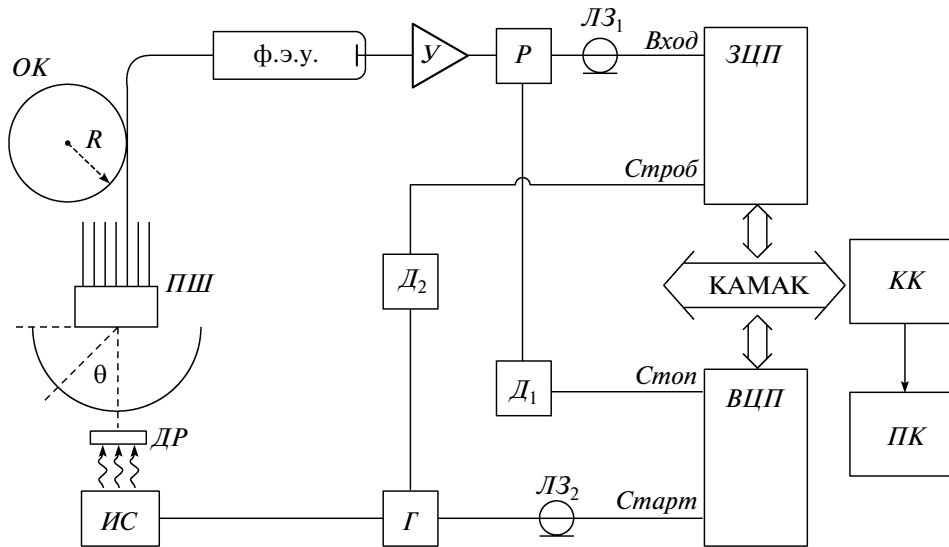 ЛЗ₁
ф.э.у.
У
Р
Вход
ЗЦП
ОК
R
Строб
ПШ
Д₂
КАМАК
КК
θ
Д₁
Стоп
ВЦП
ДР
ПК
ЛЗ₂
ИС
Г
Старт